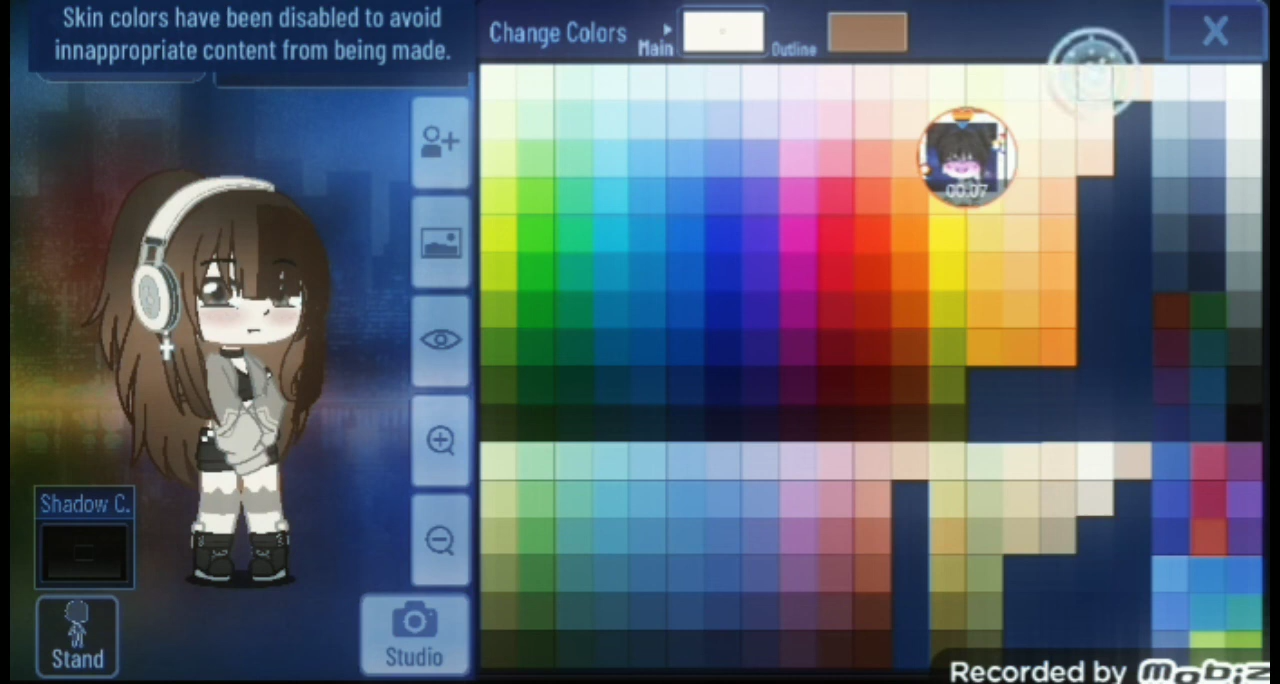 Skin colors have been disabled to avoid
innappropriate content from being made.
Change Colors
Main
Outline
X
00:07
Shadow C.
Stand
Studio
Recorded by Mobiz